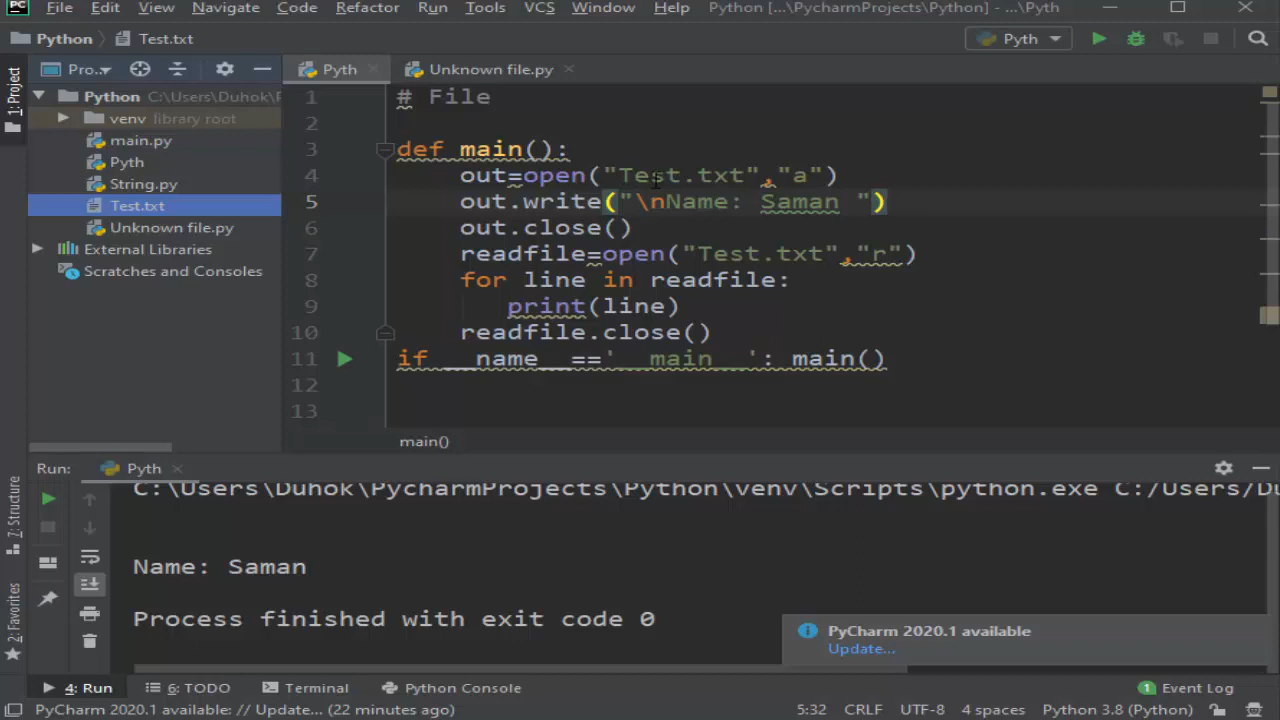 PC File Edit View Navigate Code Refactor Run Tools VCS Window Help Python [...\PycharmProjects\Python] - ...\Pyth
Python Test.txt Pyth
1: Project
Pro... Pyth Unknown file.py
Python C:\Users\Duhok\P
venv library root
main.py
Pyth
String.py
Test.txt
Unknown file.py
External Libraries
Scratches and Consoles
1 # File
2
3 def main():
4 out=open("Test.txt","a")
5 out.write("\nName: Saman ")
6 out.close()
7 readfile=open("Test.txt","r")
8 for line in readfile:
9 print(line)
10 readfile.close()
11 if __name__=='__main__': main()
12
13
main()
Run: Pyth
7: Structure
2: Favorites
C:\Users\Duhok\PycharmProjects\Python\venv\Scripts\python.exe C:/Users/Du
Name: Saman
Process finished with exit code 0
PyCharm 2020.1 available
Update...
4: Run 6: TODO Terminal Python Console 1 Event Log
PyCharm 2020.1 available: // Update... (22 minutes ago) 5:32 CRLF UTF-8 4 spaces Python 3.8 (Python)